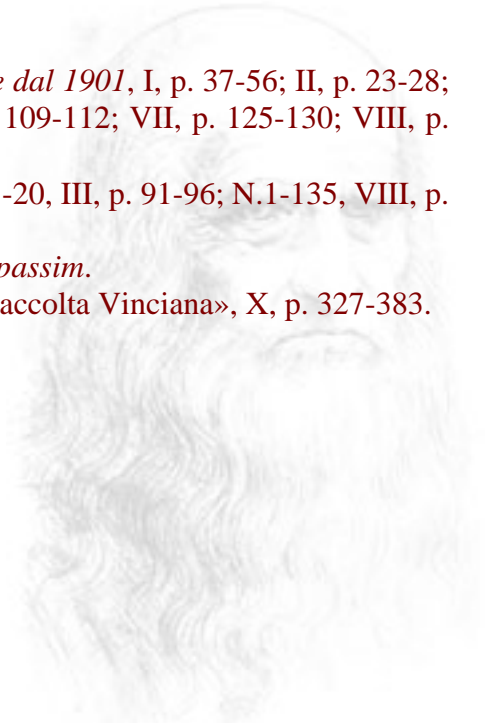 e dal 1901, I, p. 37-56; II, p. 23-28;
109-112; VII, p. 125-130; VIII, p.
-20, III, p. 91-96; N.1-135, VIII, p.
passim.
accolta Vinciana», X, p. 327-383.